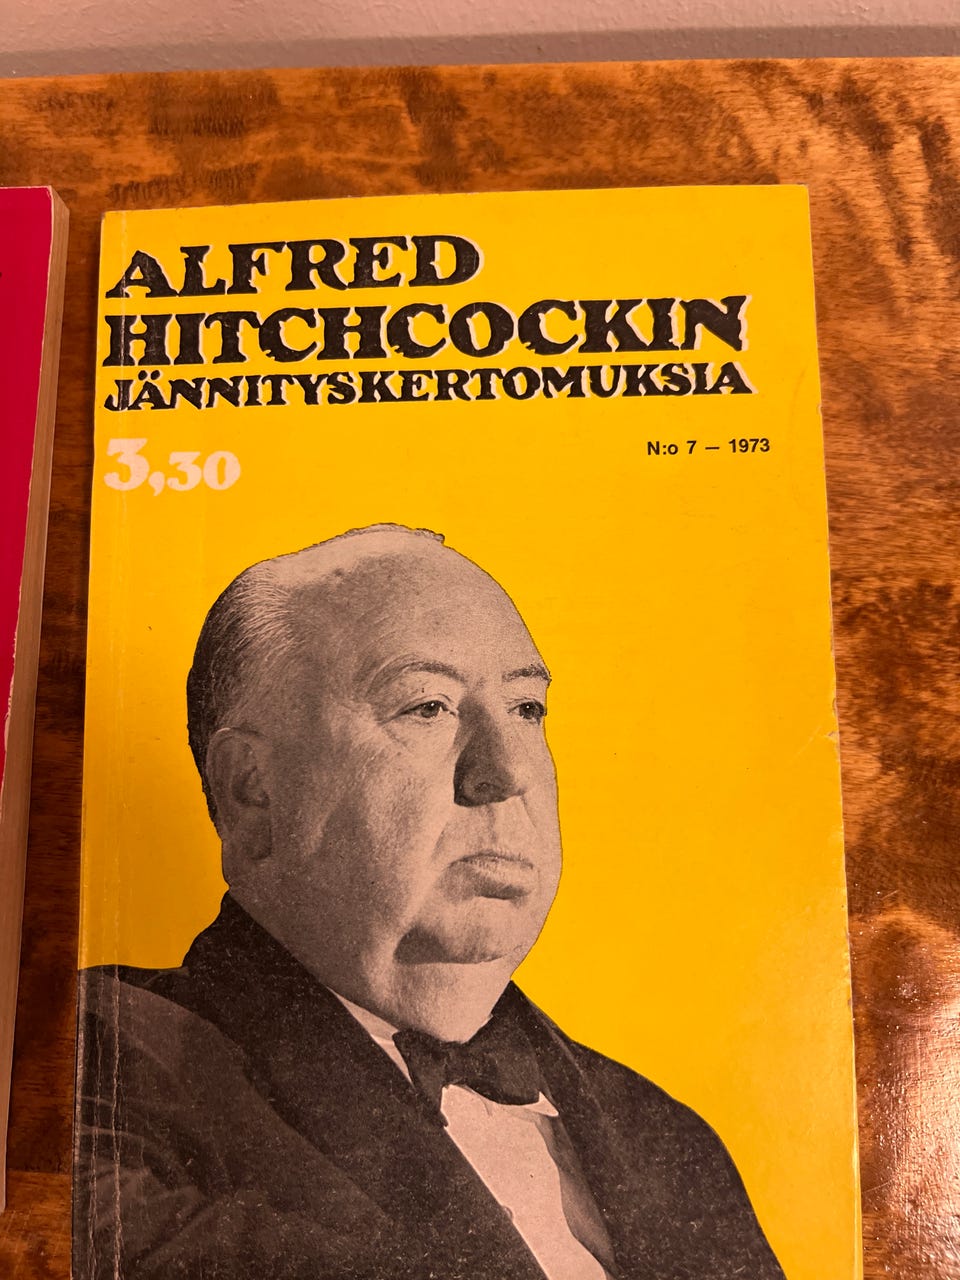 ALFRED
HITCHCOCKIN
JÄNNITYSKERTOMUKSIA
3,30
N:o 7 — 1973